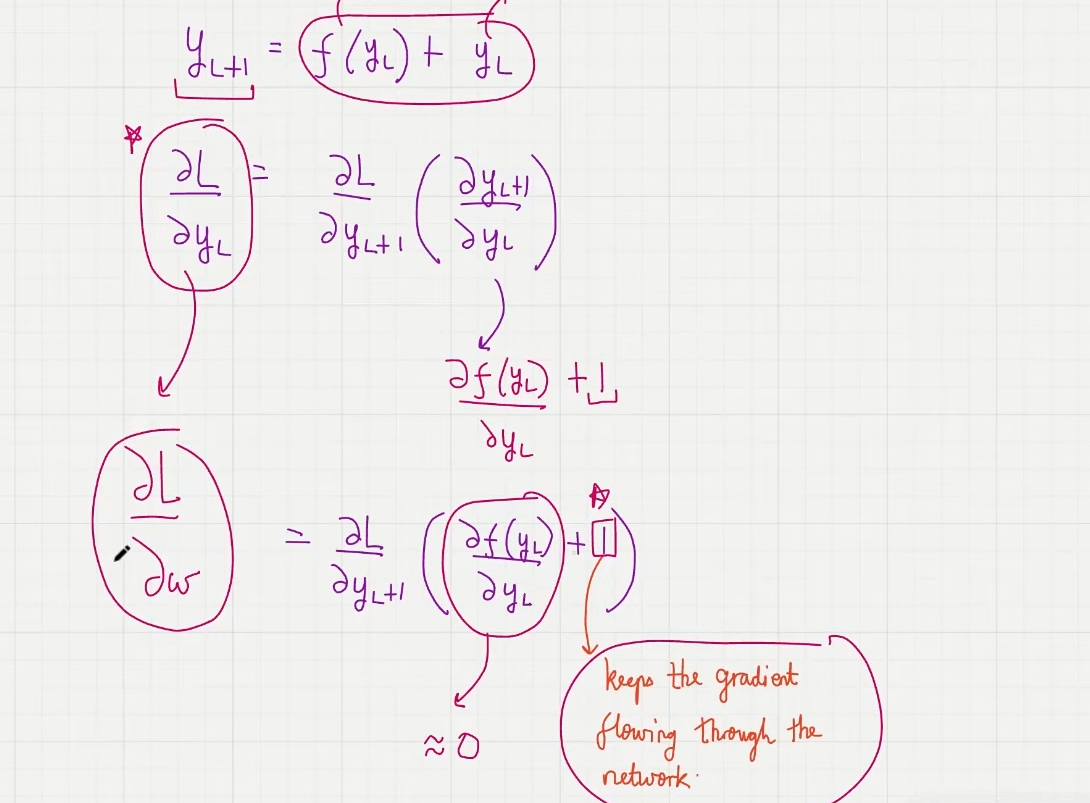 y_{L+1} = f(y_L) + y_L
∂L/∂y_L = ∂L/∂y_{L+1} (∂y_{L+1}/∂y_L)
∂f(y_L)/∂y_L + 1
∂L/∂w = ∂L/∂y_{L+1} (∂f(y_L)/∂y_L + 1)
≈ 0
keeps the gradient
flowing through the
network.